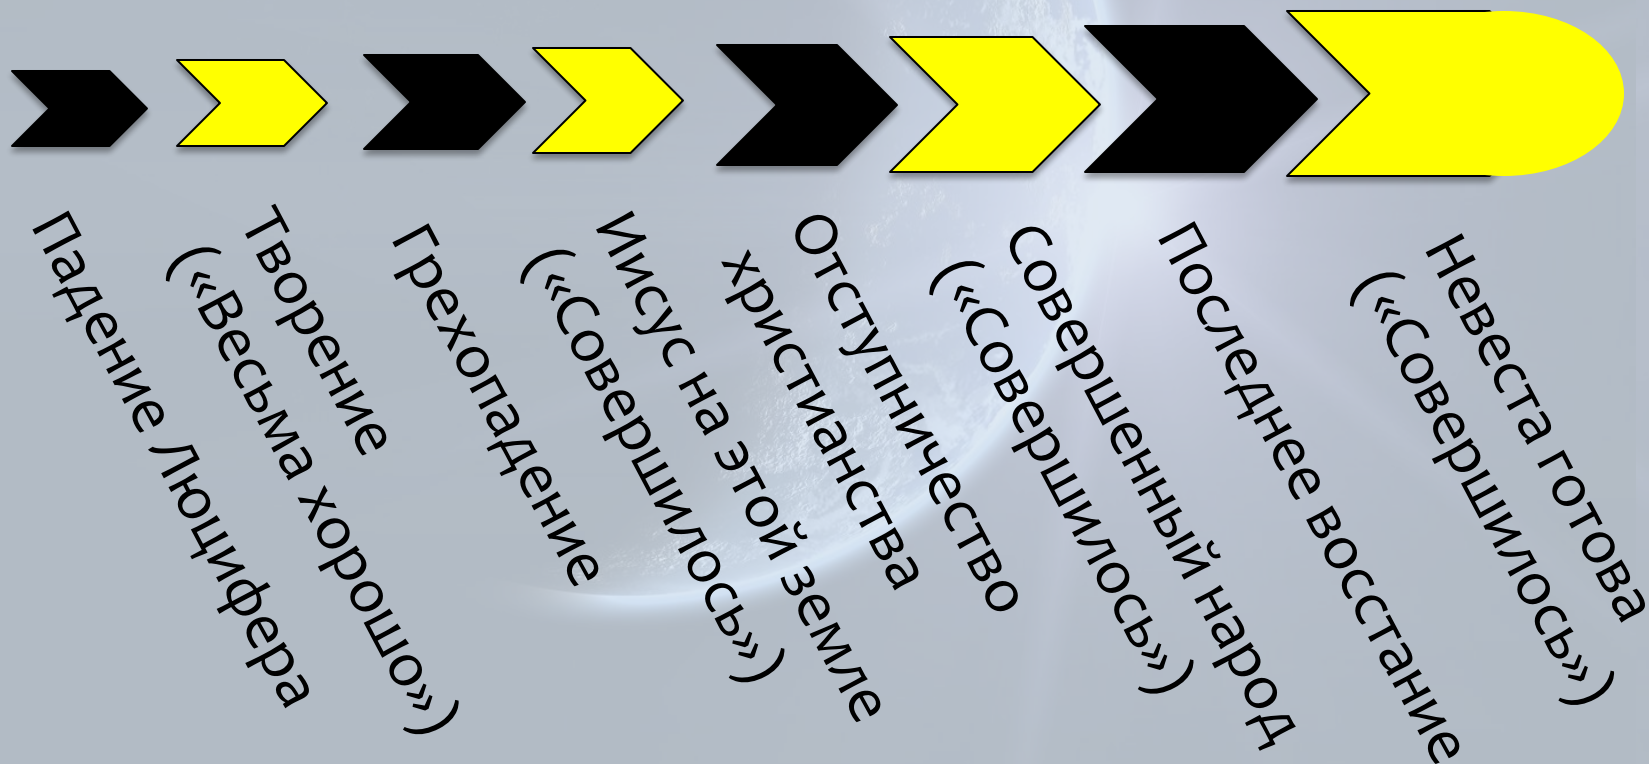 Падение Люцифера
Творение
(«Весьма хорошо»)
Грехопадение
Иисус на этой земле
(«Совершилось»)
Отступничество
христианства
Совершенный народ
(«Совершилось»)
Последнее восстание
Невеста готова
(«Совершилось»)